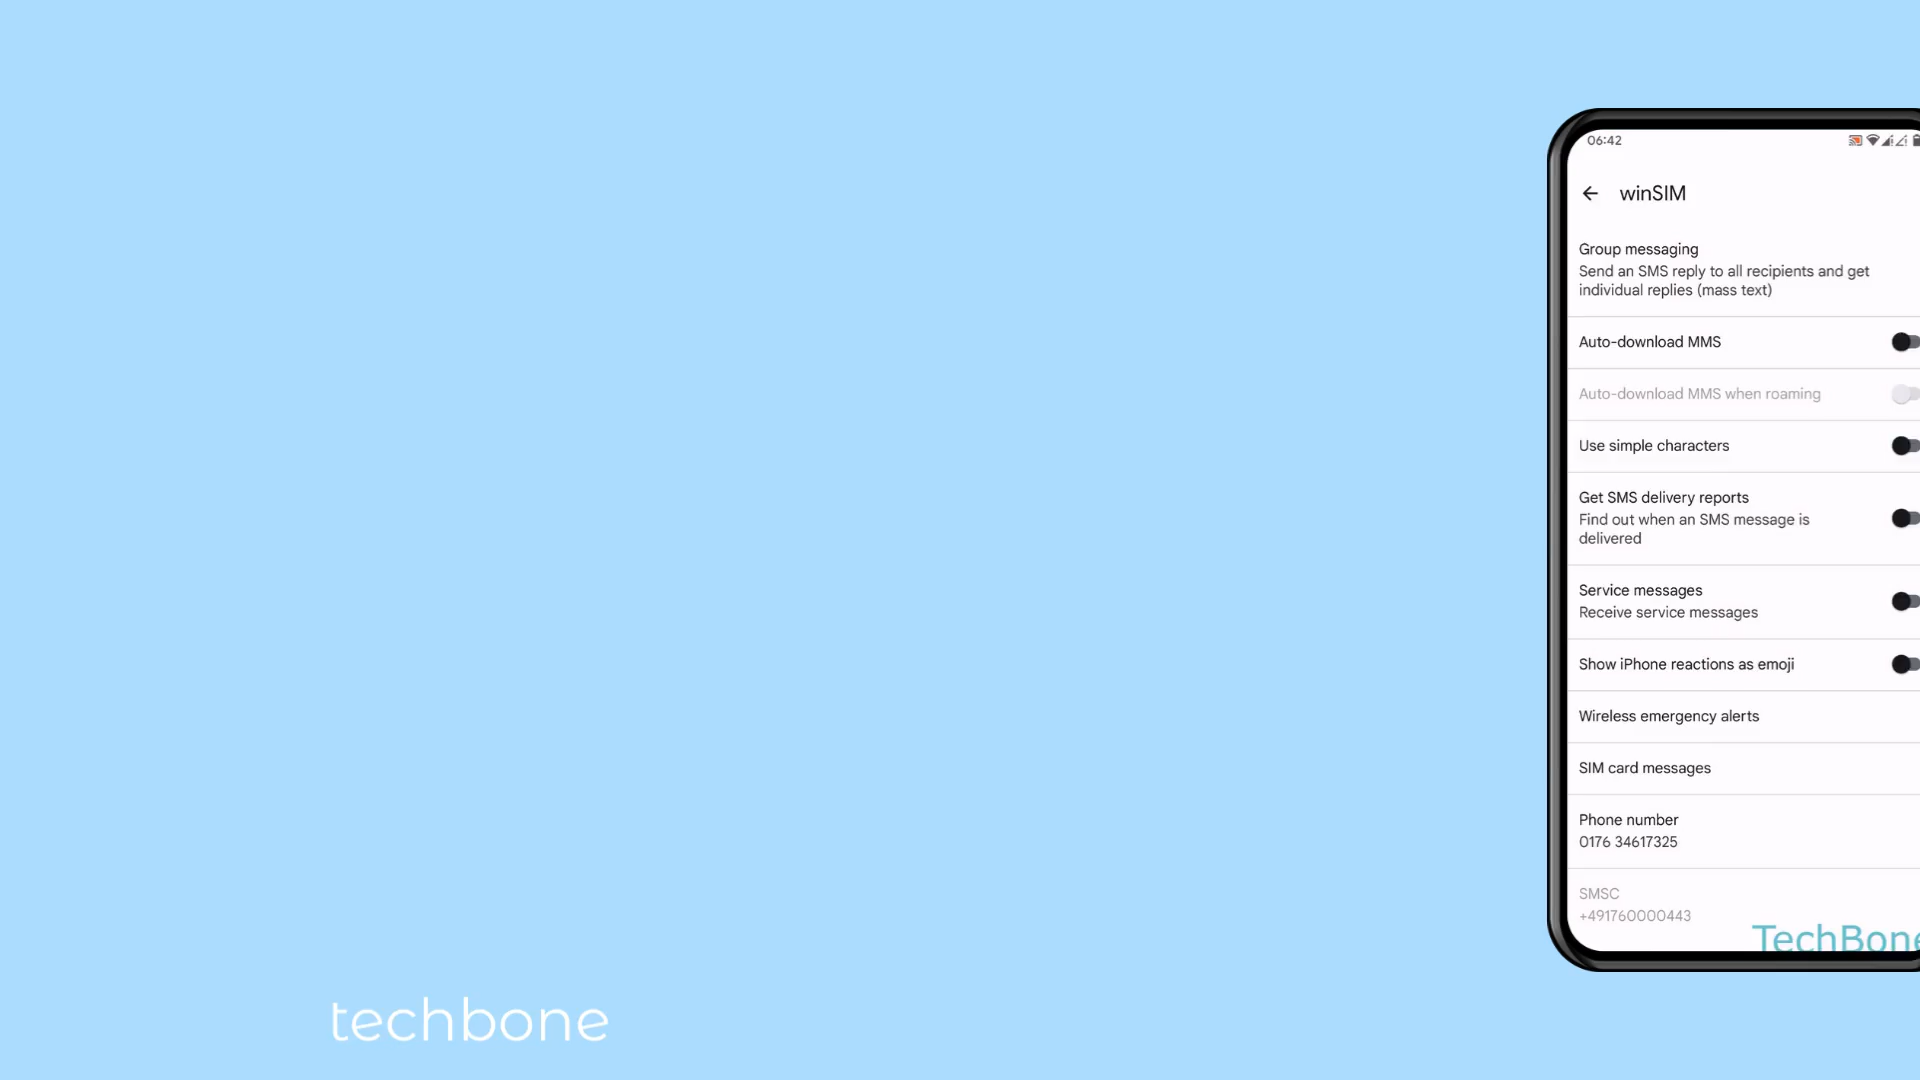 06:42
winSIM
Group messaging
Send an SMS reply to all recipients and get
individual replies (mass text)
Auto-download MMS
Auto-download MMS when roaming
Use simple characters
Get SMS delivery reports
Find out when an SMS message is
delivered
Service messages
Receive service messages
Show iPhone reactions as emoji
Wireless emergency alerts
SIM card messages
Phone number
0176 34617325
SMSC
+491760000443
TechBone
techbone